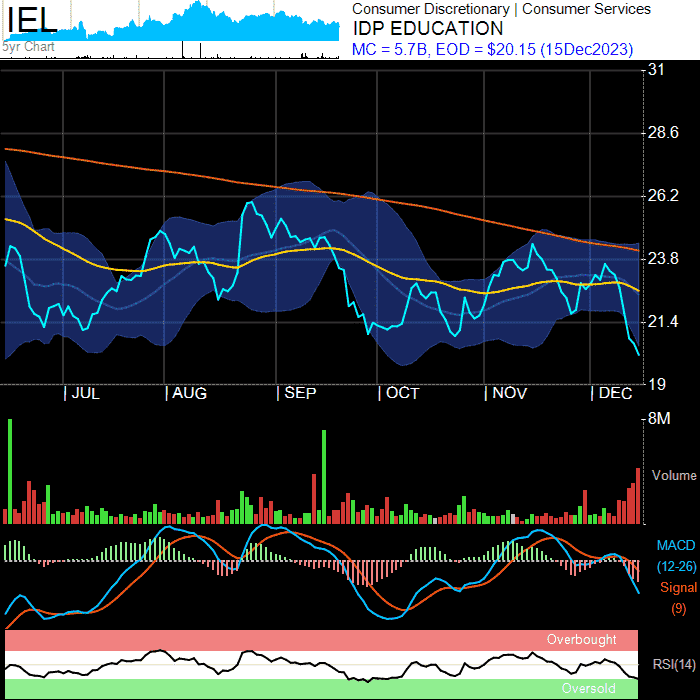 IEL
5yr Chart
Consumer Discretionary | Consumer Services
IDP EDUCATION
MC = 5.7B, EOD = $20.15 (15Dec2023)
31
28.6
26.2
23.8
21.4
19
| JUL | AUG | SEP | OCT | NOV | DEC
8M
Volume
MACD
(12-26)
Signal
(9)
Overbought
RSI(14)
Oversold